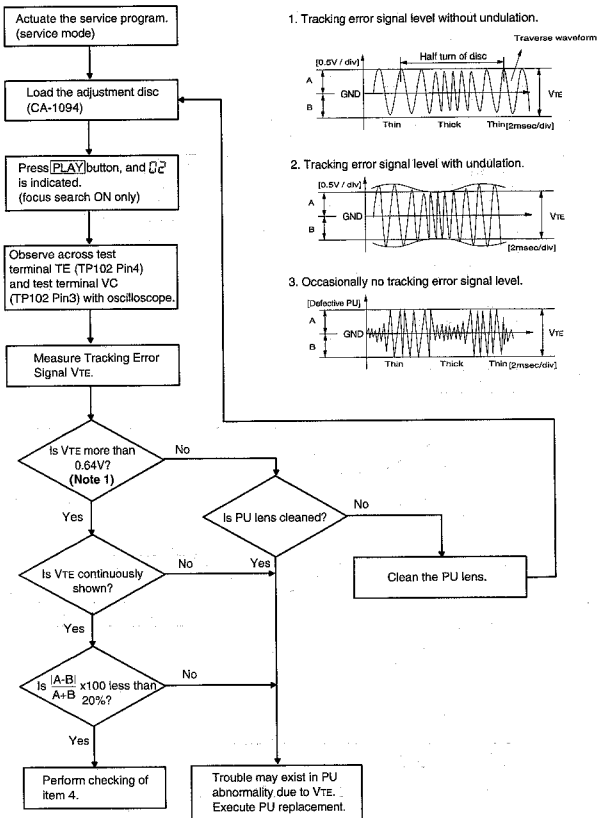 Actuate the service program.
(service mode)
Load the adjustment disc
(CA-1094)
Press PLAY button, and 02
is indicated.
(focus search ON only)
Observe across test
terminal TE (TP102 Pin4)
and test terminal VC
(TP102 Pin3) with oscilloscope.
Measure Tracking Error
Signal VTE.
Is VTE more than
0.64V?
(Note 1)
No
Yes
Is PU lens cleaned?
No
Yes
Clean the PU lens.
Is VTE continuously
shown?
No
Yes
Is |A-B|/A+B x100 less than
20%?
No
Yes
Perform checking of
item 4.
Trouble may exist in PU
abnormality due to VTE.
Execute PU replacement.
1. Tracking error signal level without undulation.
Traverse waveform
[0.5V / div]
Half turn of disc
A
GND
B
VTE
Thin
Thick
Thin
[2msec/div]
2. Tracking error signal level with undulation.
[0.5V / div]
A
GND
B
VTE
[2msec/div]
3. Occasionally no tracking error signal level.
[Defective PU]
A
GND
B
VTE
Thin
Thick
Thin
[2msec/div]